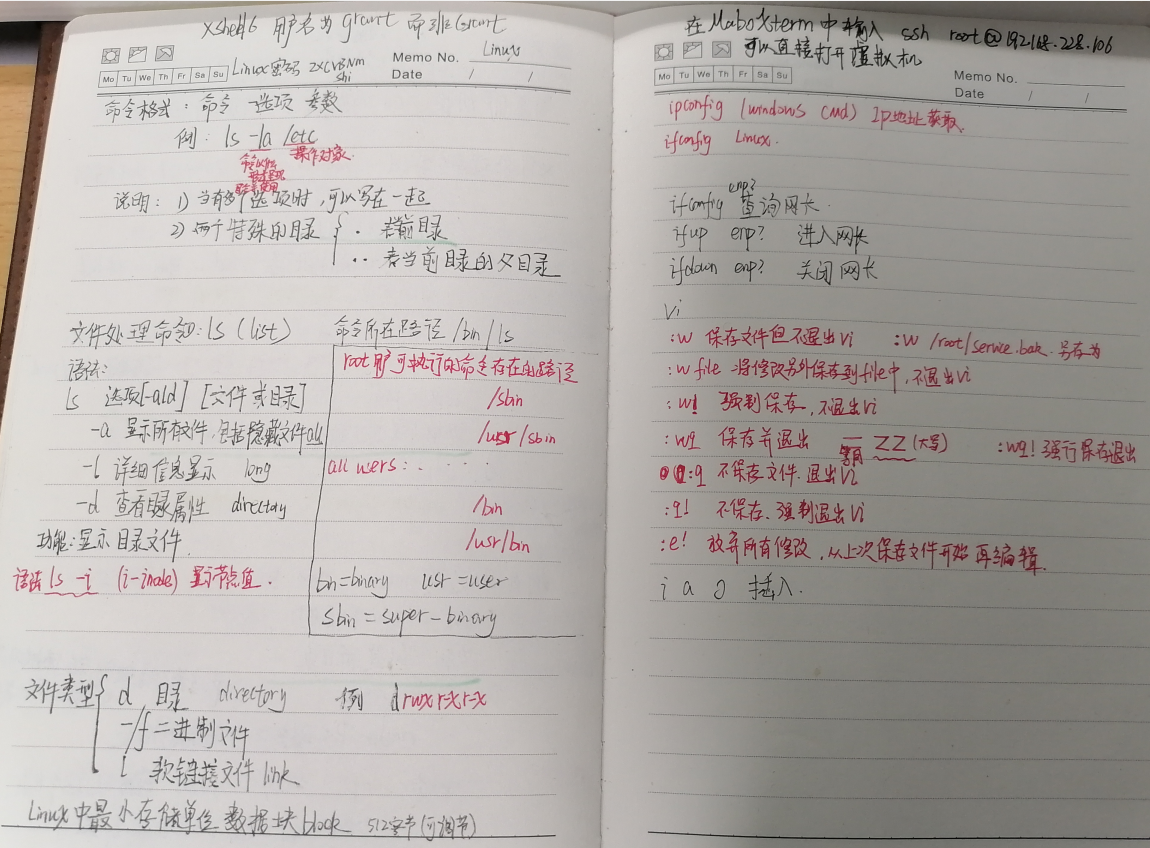 Xshell6 用户名为 grant 密码 Grant
Memo No. Linux
Mo Tu We Th Fr Sa Su Linux密码 ZXCVBNm Date / /
shi
命令格式：命令 选项 参数
例：ls -la /etc
操作对象
说明：1) 当有多个选项时，可以写在一起
2) 两个特殊的目录 . 当前目录
.. 表当前目录的父目录
文件处理命令：ls (list) 命令所在路径 /bin/ls
语法：
ls 选项[-ald] [文件或目录]
-a 显示所有文件，包括隐藏文件 all
-l 详细信息显示 long
-d 查看目录属性 directory
功能：显示目录文件
语法 ls -i (i-inode) 显示节点值.
root用户可执行的命令存在的路径
/sbin
/usr/sbin
all users: . . . .
/bin
/usr/bin
bin=binary usr=user
sbin = super-binary
文件类型 d 目录 directory 例 drwxr-xr-x
-/f 二进制文件
l 软链接文件 link
Linux中最小存储单位 数据块block 512字节(可调节)
在MaboXterm中输入 ssh root@192.168.228.106
可以直接打开虚拟机
Mo Tu We Th Fr Sa Su Memo No.
Date / /
ipconfig (windows cmd) Ip地址获取.
ifconfig Linux.
enp?
ifconfig 查询网卡.
ifup enp? 进入网卡
ifdown enp? 关闭网卡
Vi
:w 保存文件但不退出vi :w /root/service.bak 另存为
:w file 将修改另外保存到file中，不退出vi
:w! 强制保存，不退出vi
:wq 保存并退出 — ZZ (大写) :wq! 强行保存退出
:q 不保存文件.退出vi
:q! 不保存、强制退出vi
:e! 放弃所有修改，从上次保存文件开始再编辑.
i a o 插入.